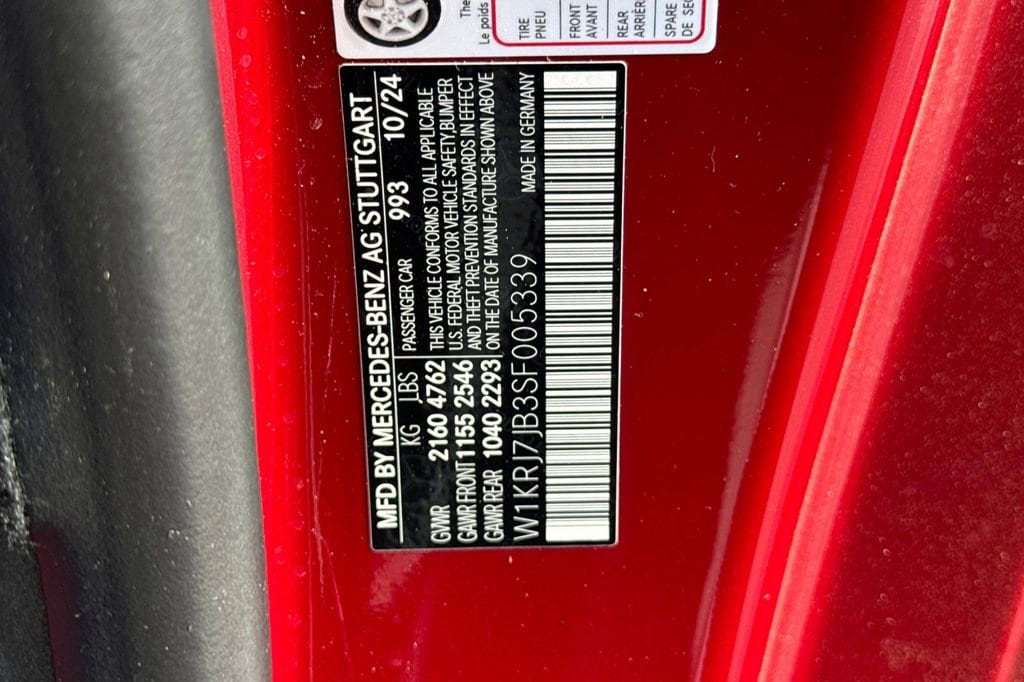 The
Le poids
TIRE
PNEU
FRONT
AVANT
REAR
ARRIÈR
SPARE
DE SEC
MFD BY MERCEDES-BENZ AG STUTTGART
KG LBS PASSENGER CAR 993 10/24
GVWR 2160 4762 THIS VEHICLE CONFORMS TO ALL APPLICABLE
GAWR FRONT 1155 2546 U.S. FEDERAL MOTOR VEHICLE SAFETY,BUMPER
GAWR REAR 1040 2293 AND THEFT PREVENTION STANDARDS IN EFFECT
ON THE DATE OF MANUFACTURE SHOWN ABOVE
W1KRJ7JB3SF005339 MADE IN GERMANY